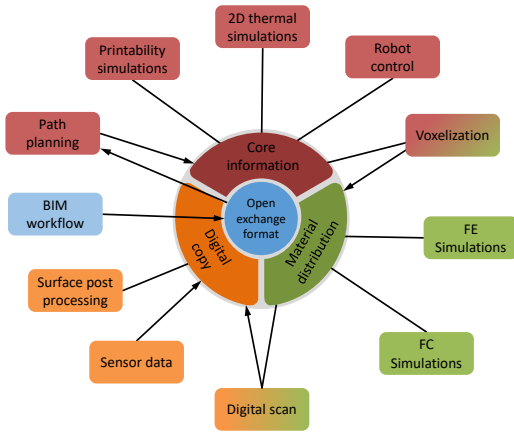 2D thermal
simulations
Printability
simulations
Robot
control
Path
planning
Core
information
Voxelization
BIM
workflow
Open
exchange
format
Digital
copy
Material
distribution
FE
Simulations
Surface post
processing
Sensor data
FC
Simulations
Digital scan